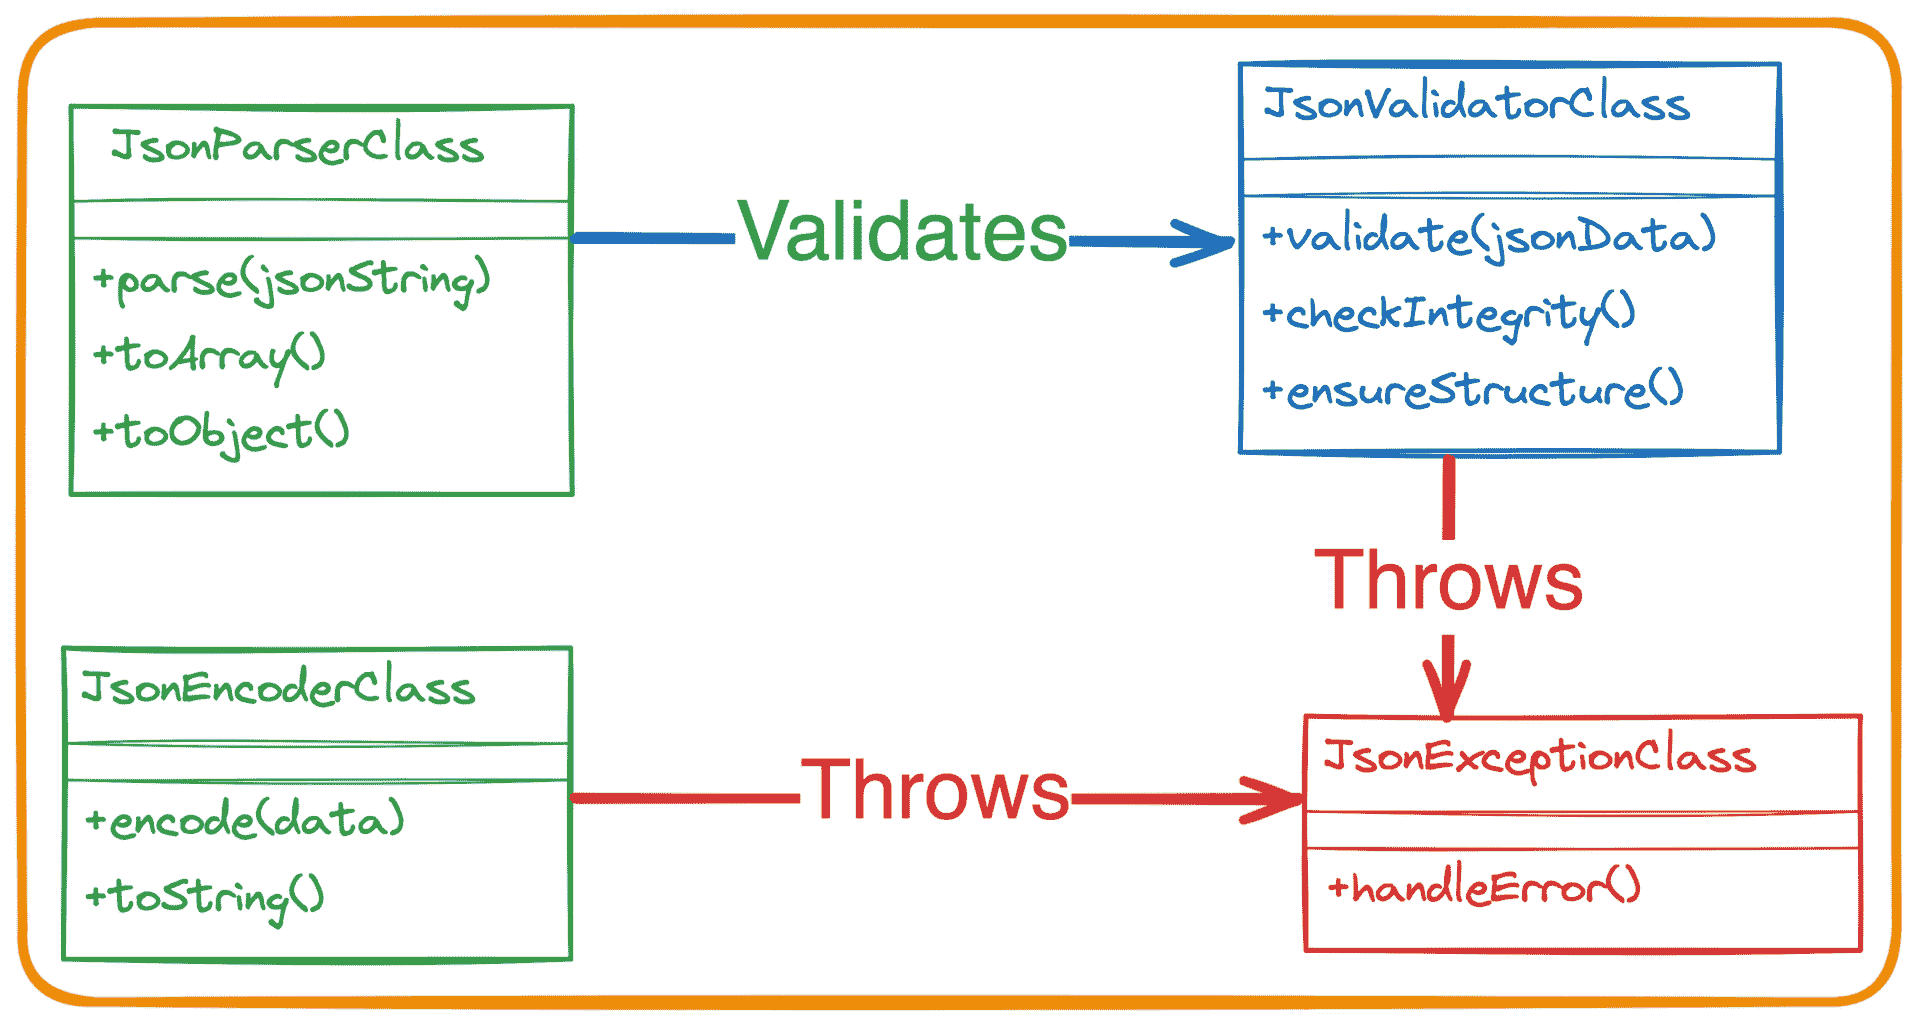 JsonParserClass
+parse(jsonString)
+toArray()
+toObject()
Validates
JsonValidatorClass
+validate(jsonData)
+checkIntegrity()
+ensureStructure()
Throws
JsonEncoderClass
+encode(data)
+toString()
Throws
JsonExceptionClass
+handleError()